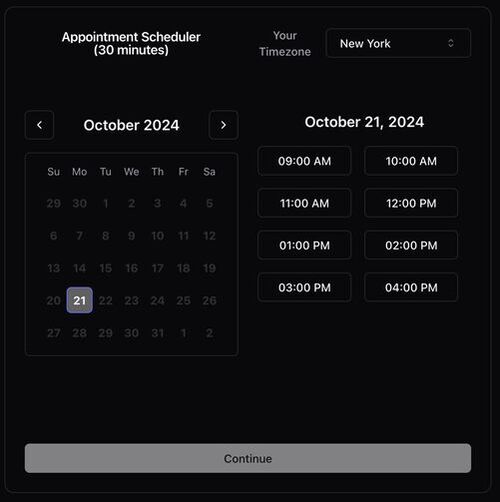 Appointment Scheduler
(30 minutes)
Your
Timezone
New York
October 2024
Su Mo Tu We Th Fr Sa
29 30 1 2 3 4 5
6 7 8 9 10 11 12
13 14 15 16 17 18 19
20 21 22 23 24 25 26
27 28 29 30 31 1 2
October 21, 2024
09:00 AM 10:00 AM
11:00 AM 12:00 PM
01:00 PM 02:00 PM
03:00 PM 04:00 PM
Continue